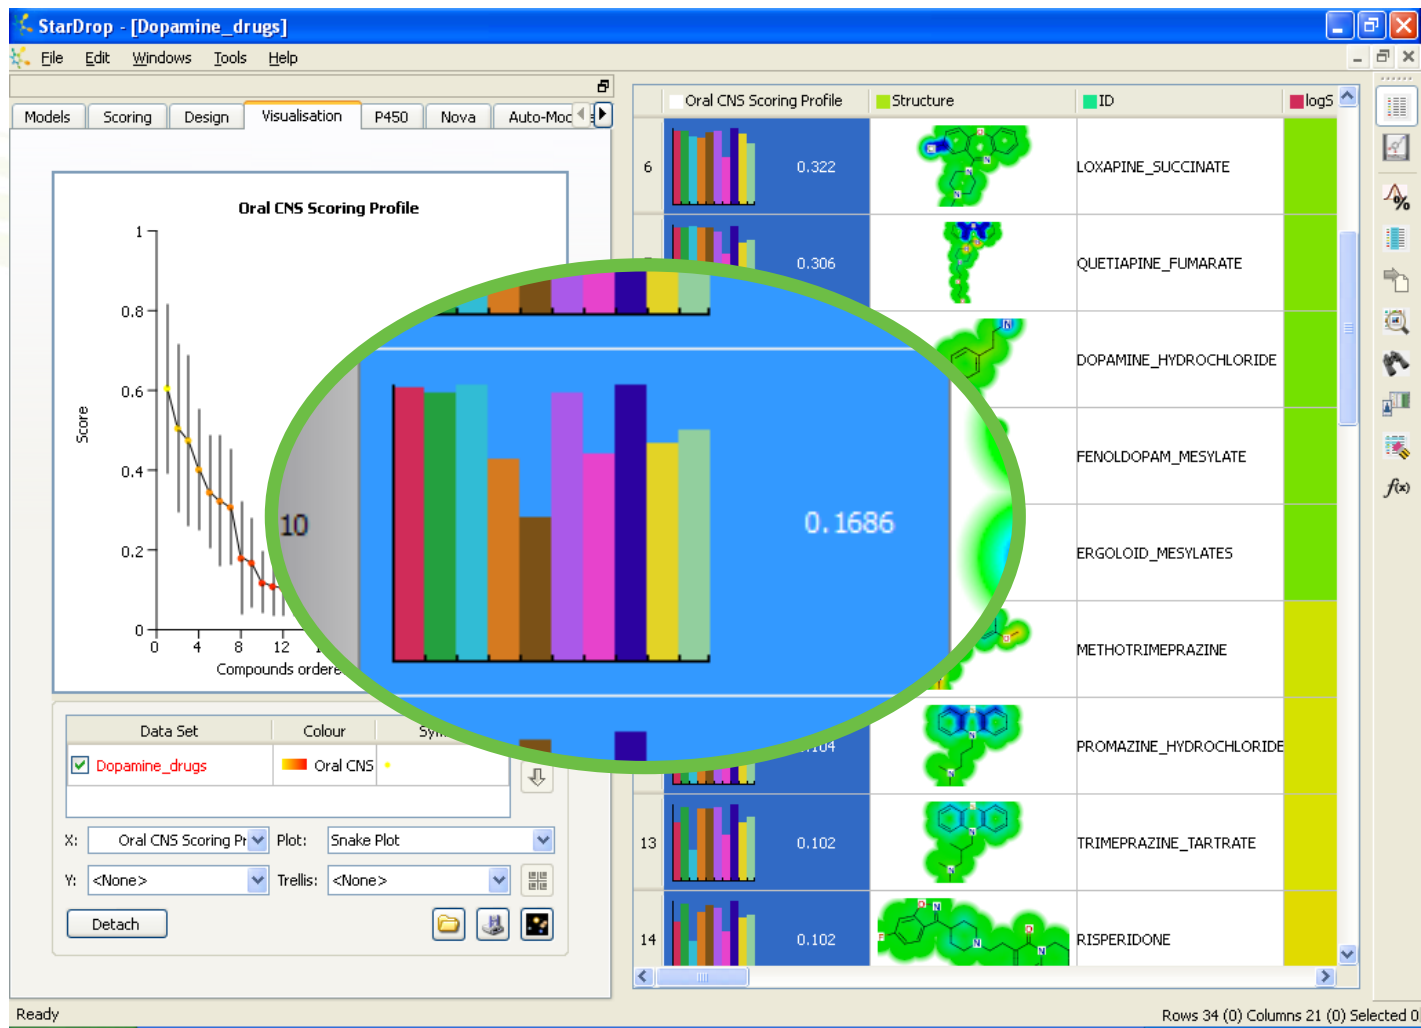 StarDrop - [Dopamine_drugs]
File Edit Windows Tools Help
Models Scoring Design Visualisation P450 Nova
Oral CNS Scoring Profile
1
0.8
0.6
0.4
0.2
0
Score
0 4 8 12
Compounds ordere
Data Set Colour
Dopamine_drugs Oral CNS
X: Oral CNS Scoring Pr Plot: Snake Plot
Y: <None> Trellis: <None>
Detach
Oral CNS Scoring Profile Structure ID logS
6 0.322 LOXAPINE_SUCCINATE
0.306 QUETIAPINE_FUMARATE
DOPAMINE_HYDROCHLORIDE
FENOLDOPAM_MESYLATE
10 0.1686 ERGOLOID_MESYLATES
METHOTRIMEPRAZINE
0.104 PROMAZINE_HYDROCHLORIDE
13 0.102 TRIMEPRAZINE_TARTRATE
14 0.102 RISPERIDONE
%
f(x)
Ready
Rows 34 (0) Columns 21 (0) Selected 0